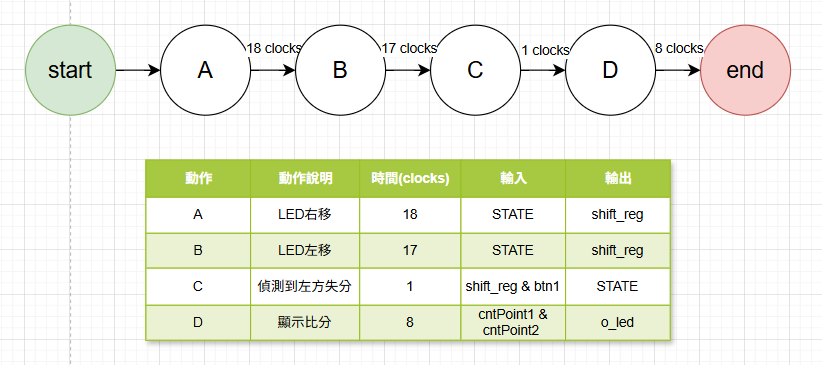 start
A
18 clocks
B
17 clocks
C
1 clocks
D
8 clocks
end
動作 動作說明 時間(clocks) 輸入 輸出
A LED右移 18 STATE shift_reg
B LED左移 17 STATE shift_reg
C 偵測到左方失分 1 shift_reg & btn1 STATE
D 顯示比分 8 cntPoint1 & cntPoint2 o_led